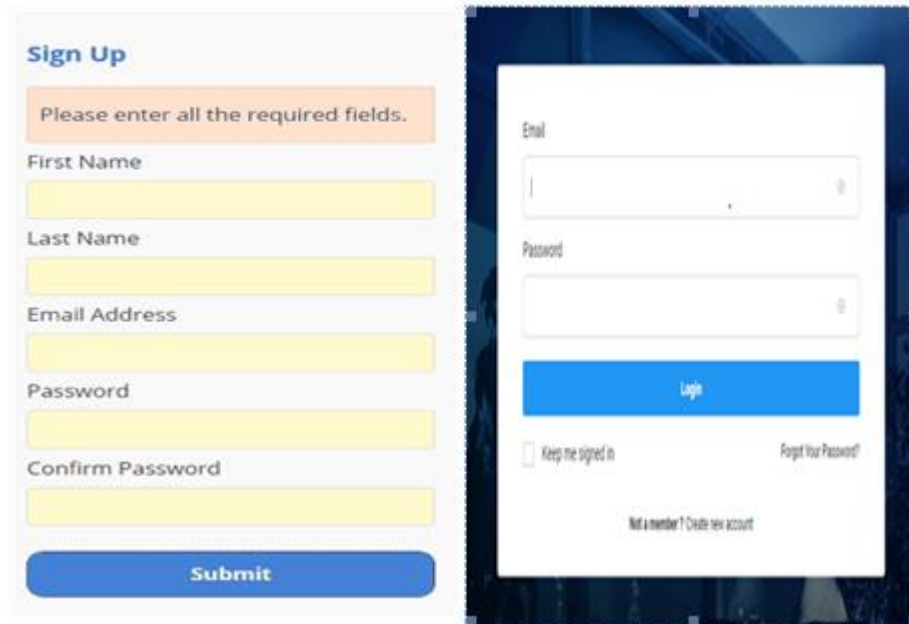 Sign Up
Please enter all the required fields.
First Name
Last Name
Email Address
Password
Confirm Password
Submit
Email
Password
Login
Keep me signed in
Forgot Your Password?
Not a member ? Create new account